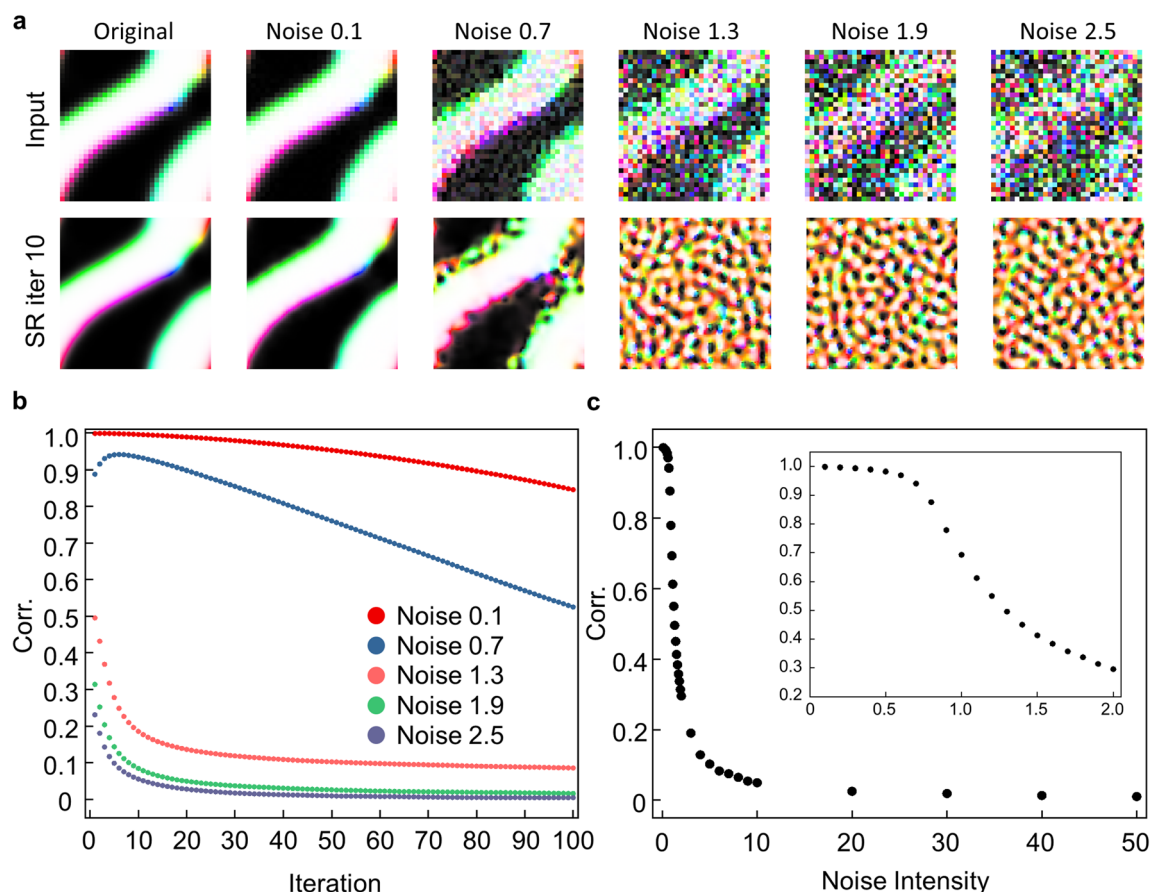 a
Original Noise 0.1 Noise 0.7 Noise 1.3 Noise 1.9 Noise 2.5
Input
SR iter 10
b
1.0
0.9
0.8
0.7
0.6
0.5
0.4
0.3
0.2
0.1
0
Corr.
Noise 0.1
Noise 0.7
Noise 1.3
Noise 1.9
Noise 2.5
0 10 20 30 40 50 60 70 80 90 100
Iteration
c
1.0
0.8
0.6
0.4
0.2
0
Corr.
1.0
0.9
0.8
0.7
0.6
0.5
0.4
0.3
0.2
0 0.5 1.0 1.5 2.0
0 10 20 30 40 50
Noise Intensity